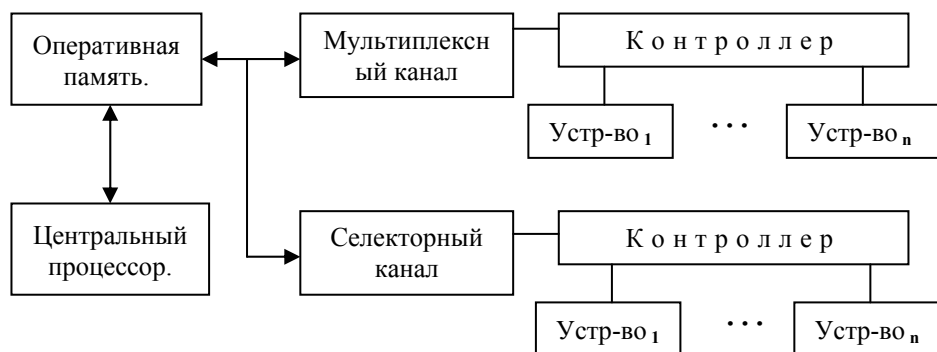 Оперативная
память.
Мультиплексн
ый канал
К о н т р о л л е р
Устр-во 1
. . .
Устр-во n
Центральный
процессор.
Селекторный
канал
К о н т р о л л е р
Устр-во 1
. . .
Устр-во n